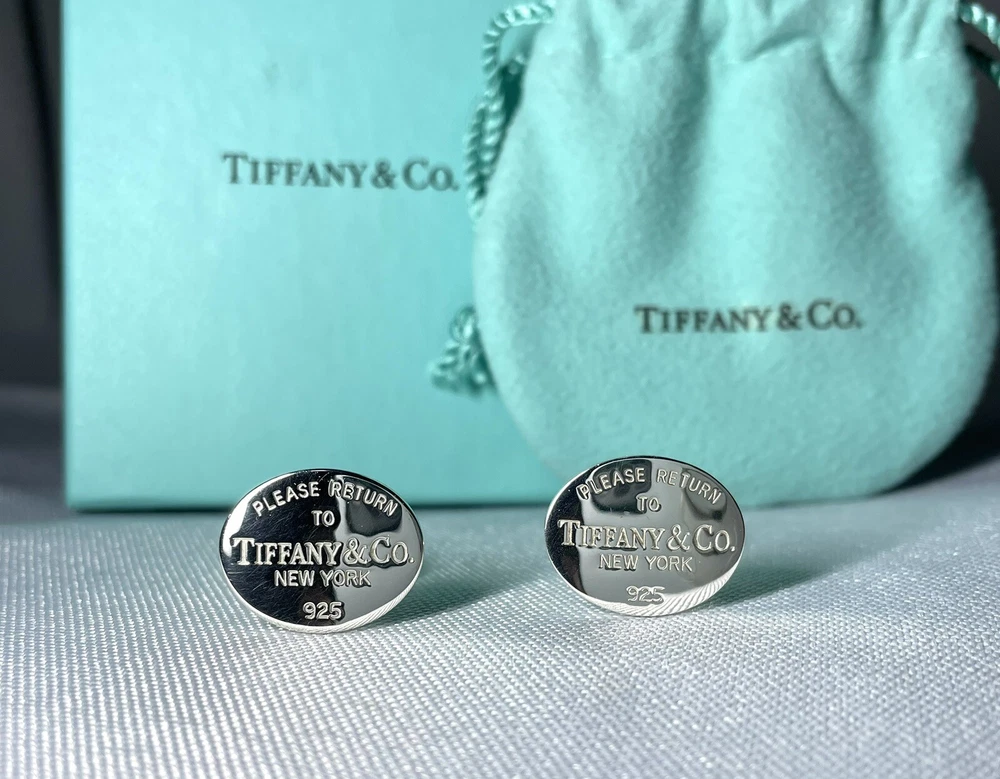 TIFFANY & CO.
TIFFANY & CO.
PLEASE RETURN
TO
TIFFANY & CO.
NEW YORK
925
PLEASE RETURN
TO
TIFFANY & CO.
NEW YORK
925